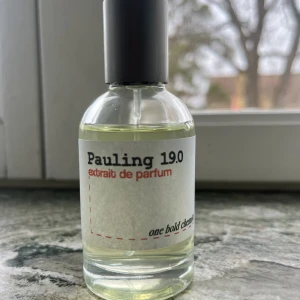 Pauling 19.0
extrait de parfum
one bold